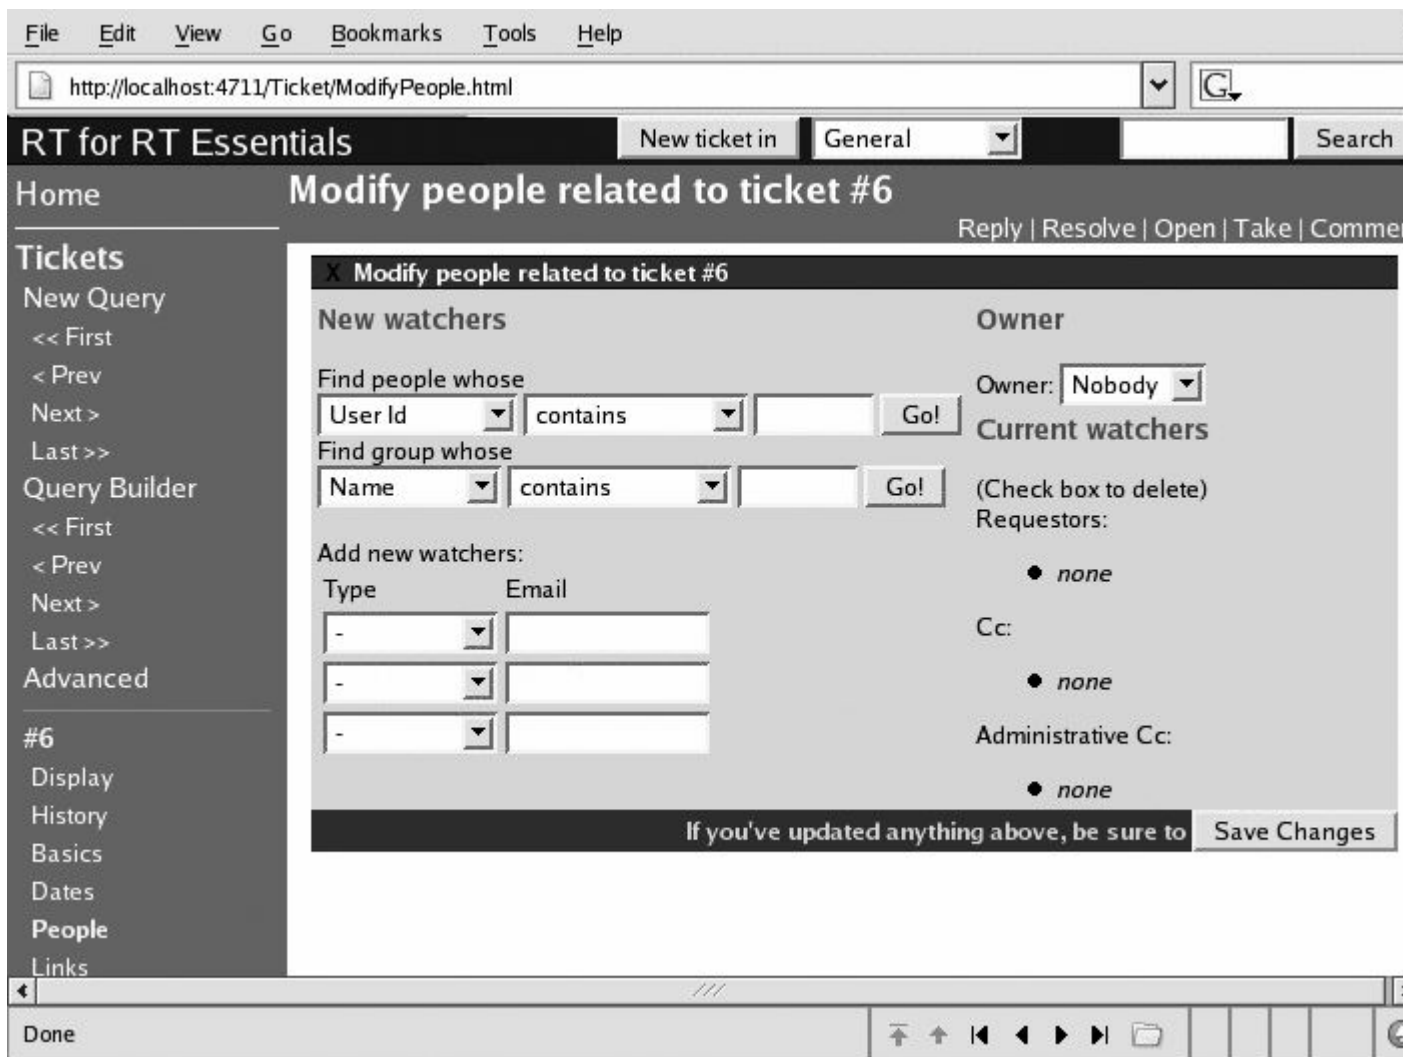 File Edit View Go Bookmarks Tools Help
http://localhost:4711/Ticket/ModifyPeople.html
G
RT for RT Essentials New ticket in General Search
Home
Modify people related to ticket #6
Reply | Resolve | Open | Take | Commer
Tickets
New Query
<< First
< Prev
Next >
Last >>
Query Builder
<< First
< Prev
Next >
Last >>
Advanced
#6
Display
History
Basics
Dates
People
Links
X Modify people related to ticket #6
New watchers
Find people whose
User Id contains Go!
Find group whose
Name contains Go!
Add new watchers:
Type Email
-
-
-
Owner
Owner: Nobody
Current watchers
(Check box to delete)
Requestors:
• none
Cc:
• none
Administrative Cc:
• none
If you've updated anything above, be sure to Save Changes
Done